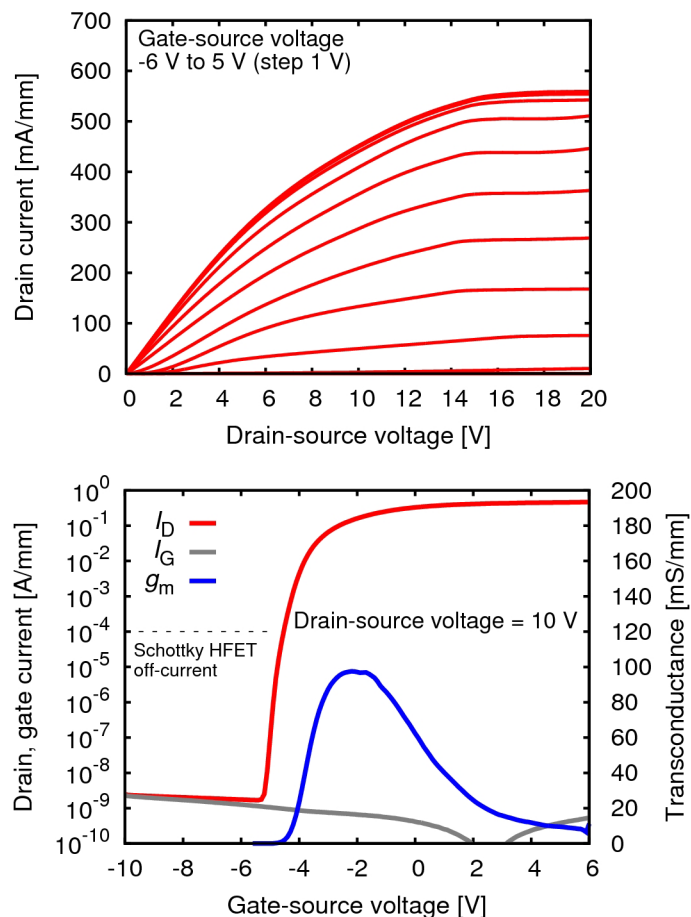 700
600
500
400
300
200
100
0
Drain current [mA/mm]
Gate-source voltage
-6 V to 5 V (step 1 V)
0 2 4 6 8 10 12 14 16 18 20
Drain-source voltage [V]
10⁰
10⁻¹
10⁻²
10⁻³
10⁻⁴
10⁻⁵
10⁻⁶
10⁻⁷
10⁻⁸
10⁻⁹
10⁻¹⁰
Drain, gate current [A/mm]
I_D
I_G
g_m
Drain-source voltage = 10 V
Schottky HFET
off-current
200
180
160
140
120
100
80
60
40
20
0
Transconductance [mS/mm]
-10 -8 -6 -4 -2 0 2 4 6
Gate-source voltage [V]